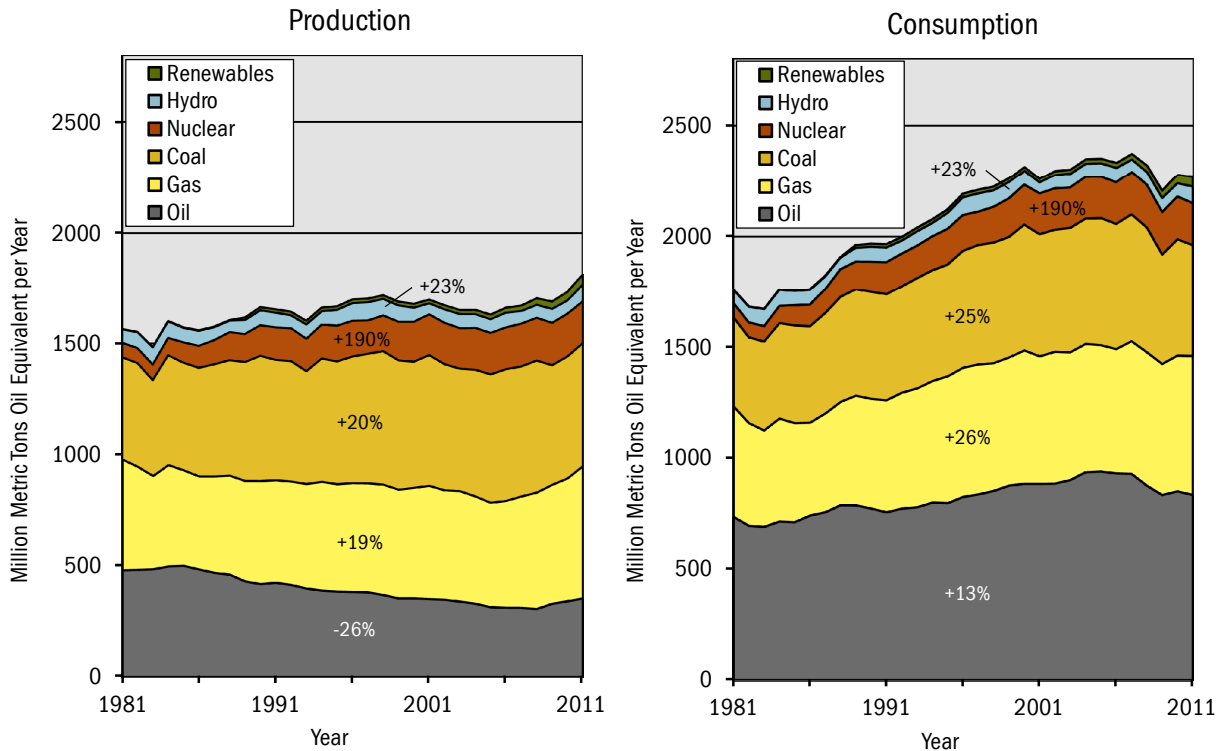 Production
Million Metric Tons Oil Equivalent per Year
Renewables
Hydro
Nuclear
Coal
Gas
Oil
2500
2000
1500
1000
500
0
+23%
+190%
+20%
+19%
-26%
1981
1991
2001
2011
Year
Consumption
Million Metric Tons Oil Equivalent per Year
Renewables
Hydro
Nuclear
Coal
Gas
Oil
2500
2000
1500
1000
500
0
+23%
+190%
+25%
+26%
+13%
1981
1991
2001
2011
Year